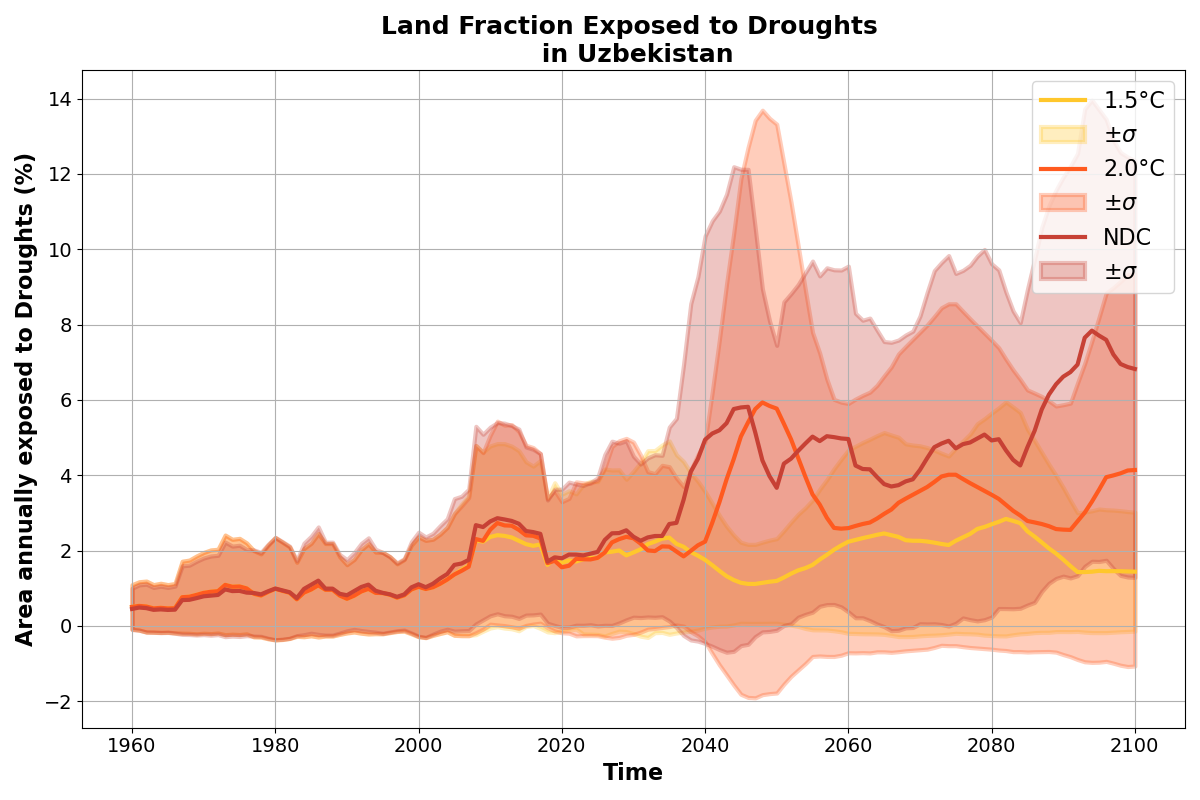 Land Fraction Exposed to Droughts
in Uzbekistan
Area annually exposed to Droughts (%)
14
12
10
8
6
4
2
0
−2
1.5°C
±σ
2.0°C
±σ
NDC
±σ
1960
1980
2000
2020
2040
2060
2080
2100
Time